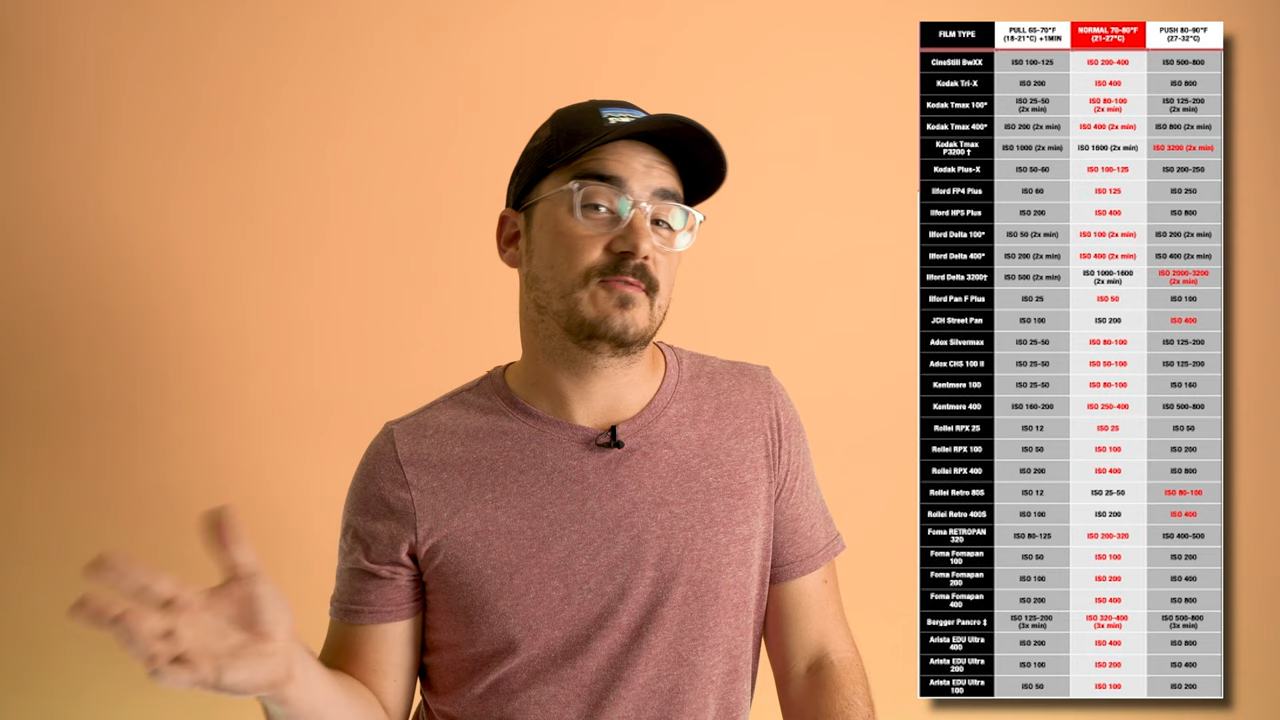 FILM TYPE PULL 65-70°F NORMAL 70-80°F PUSH 80-90°F
(18-21°C) +1MIN (21-27°C) (27-32°C)
CineStill BwXX ISO 100-125 ISO 200-400 ISO 500-800
Kodak Tri-X ISO 200 ISO 400 ISO 800
Kodak Tmax 100* ISO 25-50 ISO 80-100 ISO 125-200
(2x min) (2x min) (2x min)
Kodak Tmax 400* ISO 200 (2x min) ISO 400 (2x min) ISO 800 (2x min)
Kodak Tmax ISO 1000 (2x min) ISO 1600 (2x min) ISO 3200 (2x min)
P3200 †
Kodak Plus-X ISO 50-60 ISO 100-125 ISO 200-250
Ilford FP4 Plus ISO 60 ISO 125 ISO 250
Ilford HP5 Plus ISO 200 ISO 400 ISO 800
Ilford Delta 100* ISO 50 (2x min) ISO 100 (2x min) ISO 200 (2x min)
Ilford Delta 400* ISO 200 (2x min) ISO 400 (2x min) ISO 400 (2x min)
Ilford Delta 3200† ISO 500 (2x min) ISO 1000-1600 ISO 2000-3200
(2x min) (2x min)
Ilford Pan F Plus ISO 25 ISO 50 ISO 100
JCH Street Pan ISO 100 ISO 200 ISO 400
Adox Silvermax ISO 25-50 ISO 80-100 ISO 125-200
Adox CHS 100 II ISO 25-50 ISO 50-100 ISO 125-200
Kentmere 100 ISO 25-50 ISO 80-100 ISO 160
Kentmere 400 ISO 160-200 ISO 250-400 ISO 500-800
Rollei RPX 25 ISO 12 ISO 25 ISO 50
Rollei RPX 100 ISO 50 ISO 100 ISO 200
Rollei RPX 400 ISO 200 ISO 400 ISO 800
Rollei Retro 80S ISO 12 ISO 25-50 ISO 80-100
Rollei Retro 400S ISO 100 ISO 200 ISO 400
Foma RETROPAN ISO 80-125 ISO 200-320 ISO 400-500
320
Foma Fomapan ISO 50 ISO 100 ISO 200
100
Foma Fomapan ISO 100 ISO 200 ISO 400
200
Foma Fomapan ISO 200 ISO 400 ISO 800
400
Bergger Pancro ‡ ISO 125-200 ISO 320-400 ISO 500-800
(3x min) (3x min) (3x min)
Arista EDU Ultra ISO 200 ISO 400 ISO 800
400
Arista EDU Ultra ISO 100 ISO 200 ISO 400
200
Arista EDU Ultra ISO 50 ISO 100 ISO 200
100